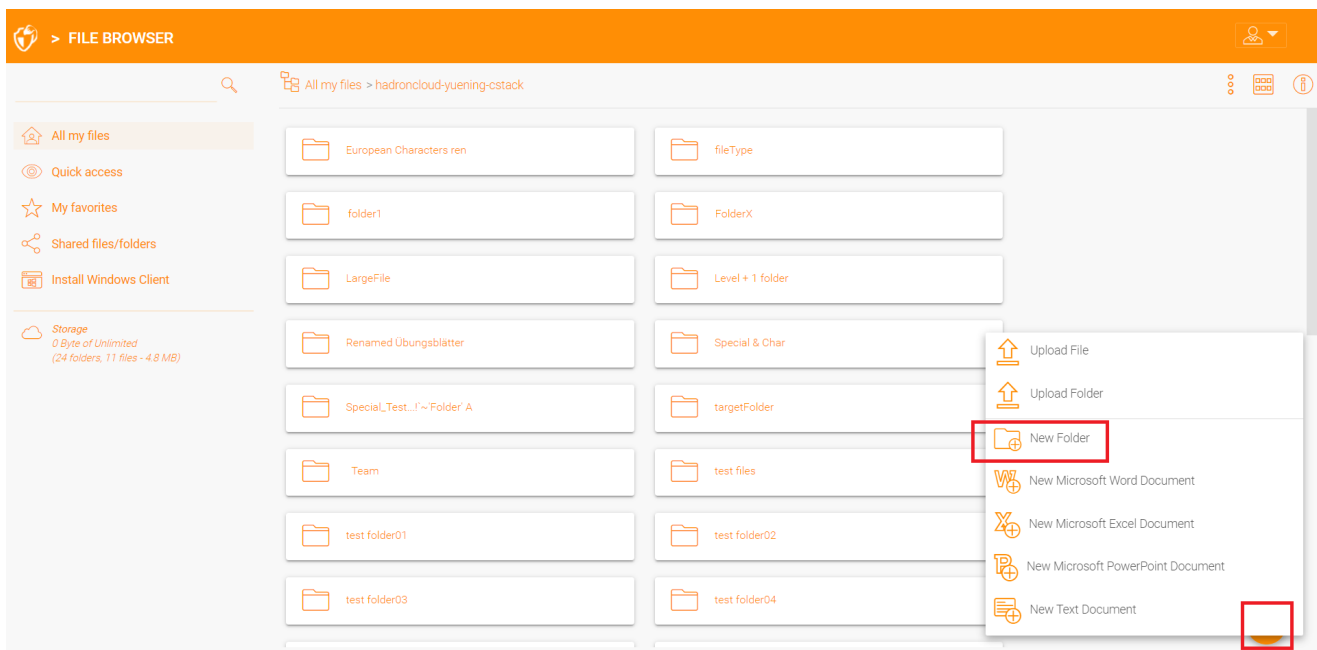 > FILE BROWSER
All my files > hadroncloud-yuening-cstack
All my files
Quick access
My favorites
Shared files/folders
Install Windows Client
Storage
0 Byte of Unlimited
(24 folders, 11 files - 4.8 MB)
European Characters ren
fileType
folder1
FolderX
LargeFile
Level + 1 folder
Renamed Übungsblätter
Special & Char
Special_Test...!`~'Folder' A
targetFolder
Team
test files
test folder01
test folder02
test folder03
test folder04
Upload File
Upload Folder
New Folder
New Microsoft Word Document
New Microsoft Excel Document
New Microsoft PowerPoint Document
New Text Document